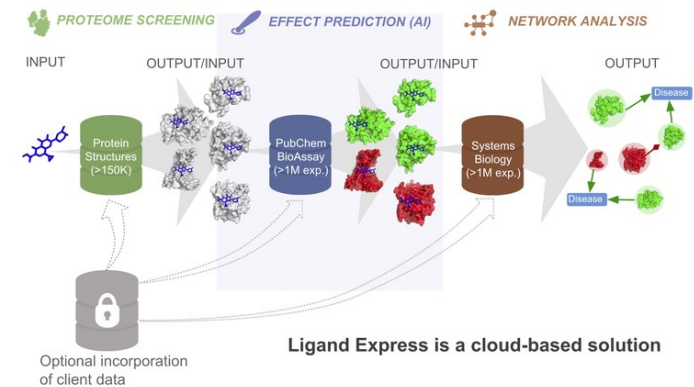 PROTEOME SCREENING
EFFECT PREDICTION (AI)
NETWORK ANALYSIS
INPUT
OUTPUT/INPUT
OUTPUT/INPUT
OUTPUT
Protein
Structures
(>150K)
PubChem
BioAssay
(>1M exp.)
Systems
Biology
(>1M exp.)
Disease
Disease
Optional incorporation
of client data
Ligand Express is a cloud-based solution